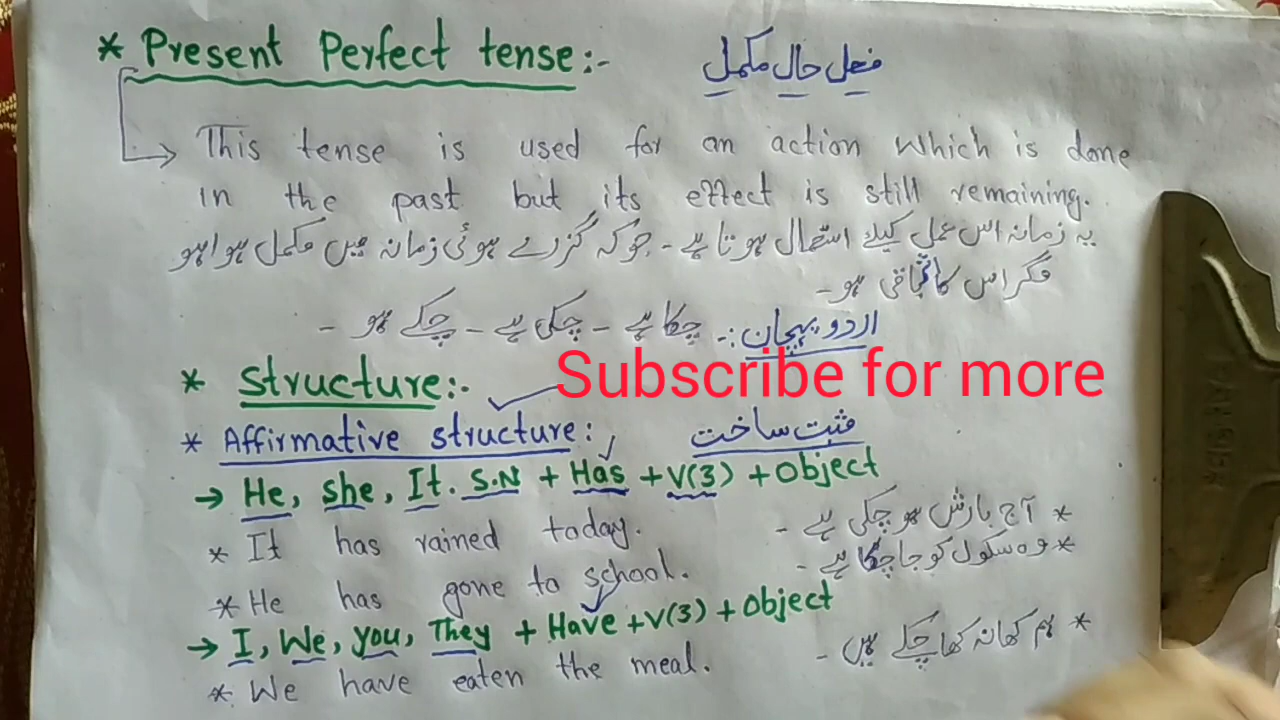 * Present Perfect tense:- فعل حال مکمل
This tense is used for an action which is done
in the past but its effect is still remaining.
یہ زمانہ اس عمل کیلئے استعمال ہوتا ہے - جو کہ گزرے ہوئی زمانہ میں مکمل ہوا ہو
مگر اس کا باقی ہو-
اردو پہچان :- چکا ہے - چکی ہے - چکے ہو -
Subscribe for more
* Structure:-
* Affirmative structure: مثبت ساخت
→ He, she, It. S.N + Has + V(3) + Object
* It has rained today. * آج بارش ہو چکی ہے -
* He has gone to school. * وہ سکول کو جا چکا ہے -
→ I, We, you, They + Have + V(3) + Object
* We have eaten the meal. * ہم کھانہ کھا چکے ہیں -